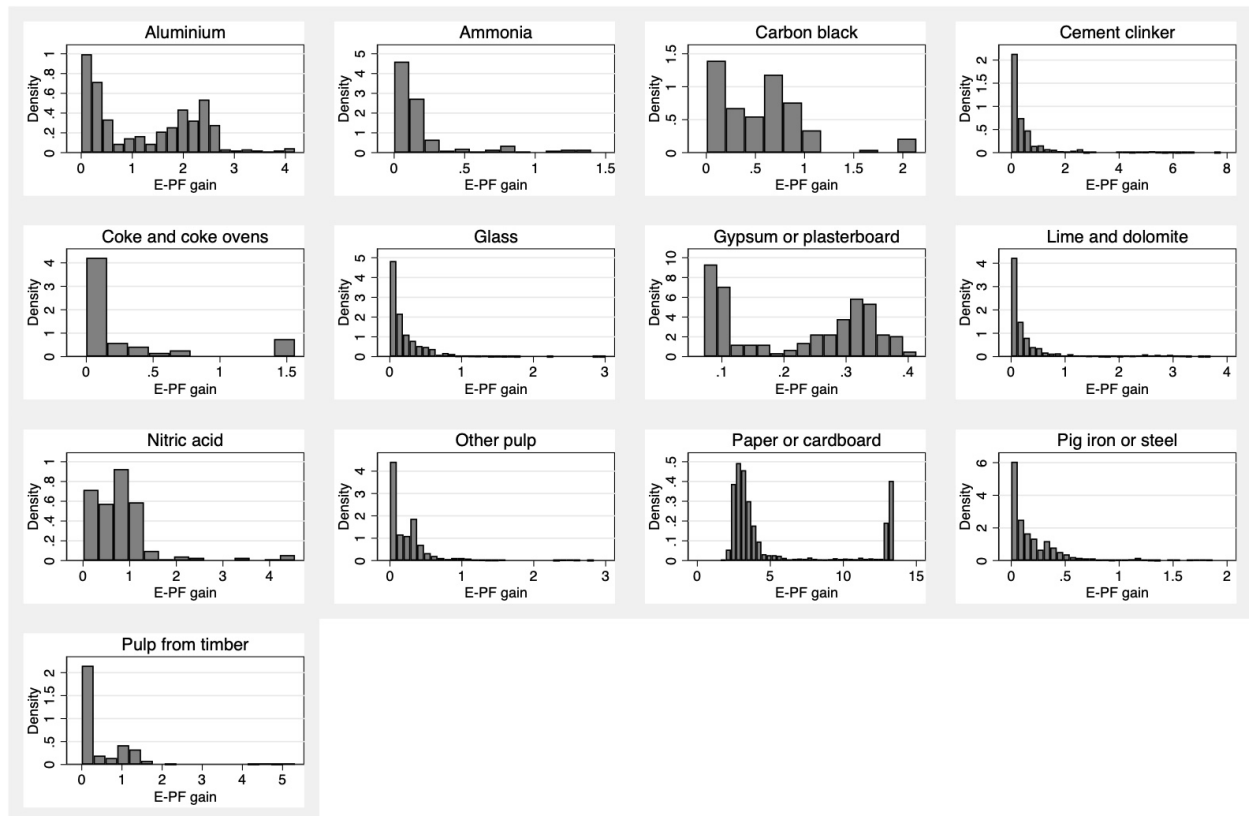 Aluminium
Density
0 .2 .4 .6 .8 1
0 1 2 3 4
E-PF gain
Ammonia
Density
0 1 2 3 4 5
0 .5 1 1.5
E-PF gain
Carbon black
Density
0 .5 1 1.5
0 .5 1 1.5 2
E-PF gain
Cement clinker
Density
0 .5 1 1.5 2
0 2 4 6 8
E-PF gain
Coke and coke ovens
Density
0 1 2 3 4
0 .5 1 1.5
E-PF gain
Glass
Density
0 1 2 3 4 5
0 1 2 3
E-PF gain
Gypsum or plasterboard
Density
0 2 4 6 8 10
.1 .2 .3 .4
E-PF gain
Lime and dolomite
Density
0 1 2 3 4
0 1 2 3 4
E-PF gain
Nitric acid
Density
0 .2 .4 .6 .8 1
0 1 2 3 4
E-PF gain
Other pulp
Density
0 1 2 3 4
0 1 2 3
E-PF gain
Paper or cardboard
Density
0 .1 .2 .3 .4 .5
0 5 10 15
E-PF gain
Pig iron or steel
Density
0 2 4 6
0 .5 1 1.5 2
E-PF gain
Pulp from timber
Density
0 .5 1 1.5 2
0 1 2 3 4 5
E-PF gain